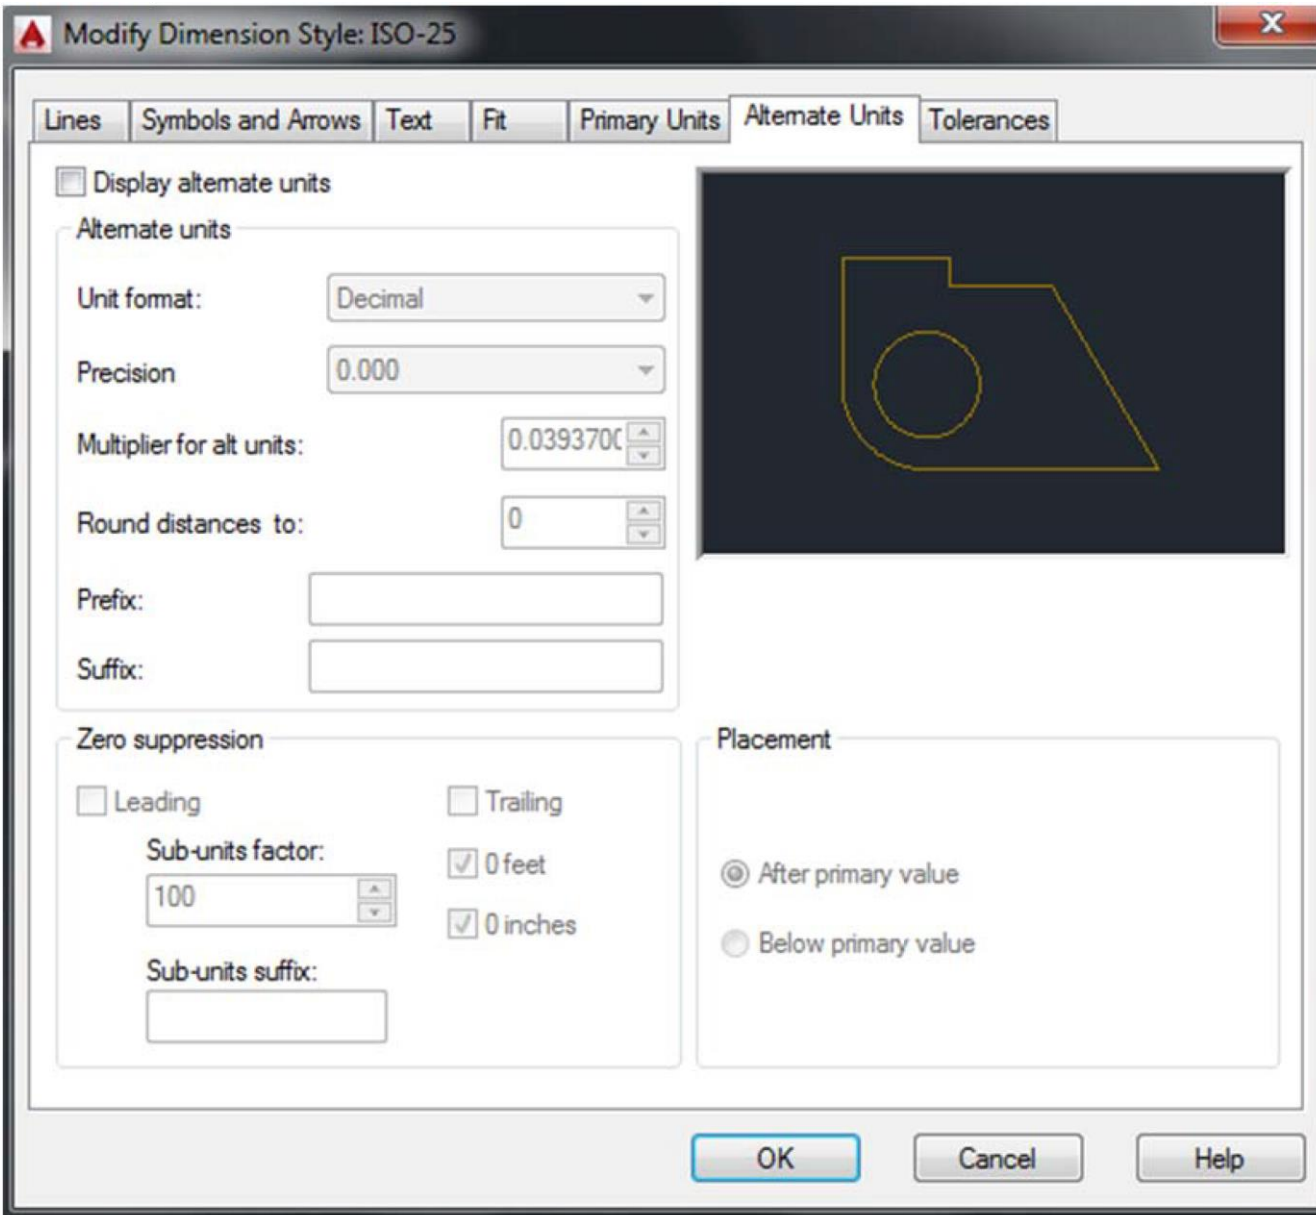 Modify Dimension Style: ISO-25
Lines Symbols and Arrows Text Fit Primary Units Alternate Units Tolerances
Display alternate units
Alternate units
Unit format: Decimal
Precision 0.000
Multiplier for alt units: 0.039370
Round distances to: 0
Prefix:
Suffix:
Zero suppression
Leading
Trailing
Sub-units factor:
100
0 feet
0 inches
Sub-units suffix:
Placement
After primary value
Below primary value
OK Cancel Help